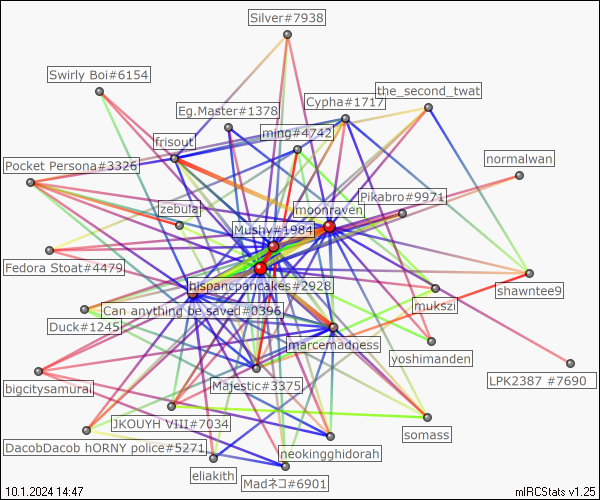 Silver#7938
Swirly Boi#6154
the_second_twat
Cypha#1717
Eg.Master#1378
ming#4742
frisout
normalwan
Pocket Persona#3326
Pikabro#9971
zebula
moonraven
Mushy#1984
Fedora Stoat#4479
hispancpancakes#2928
shawntee9
mukszi
Can anything be saved#0396
Duck#1245
marcemadness
yoshimanden
bigcitysamurai
Majestic#3375
LPK2387 #7690
JKOUYH VIII#7034
somass
DacobDacob hORNY police#5271
neokingghidorah
eliakith
Madネコ#6901
10.1.2024 14:47
mIRCStats v1.25